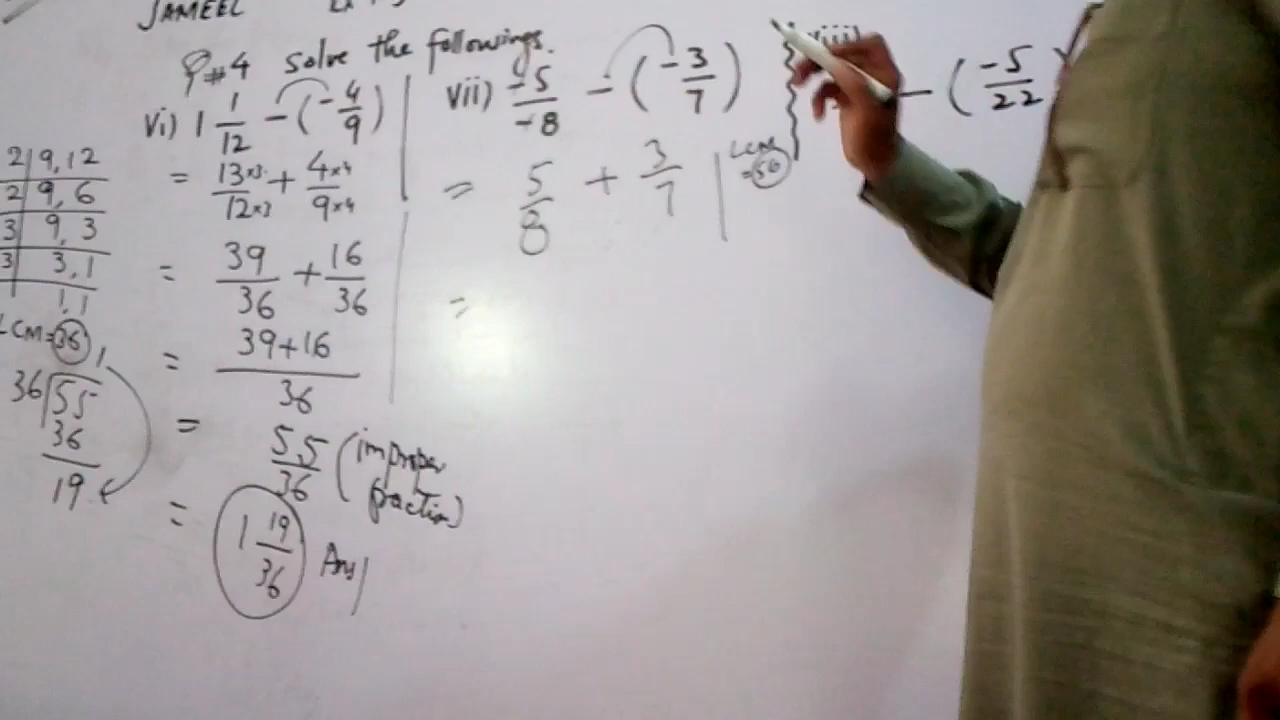 JAMEEL
Q#4 Solve the followings.
vi) 1 1/12 - (-4/9)
= 13×3/12×3 + 4×4/9×4
= 39/36 + 16/36
= 39+16/36
= 55/36 (improper fraction)
= 1 19/36 Ans/
2|9,12
2|9,6
3|9,3
3|3,1
1,1
LCM=36
1
36 55
36
19
vii) -5/-8 - (-3/7)
= 5/8 + 3/7 | LCM
=56
=
viii)
- (-5/22)